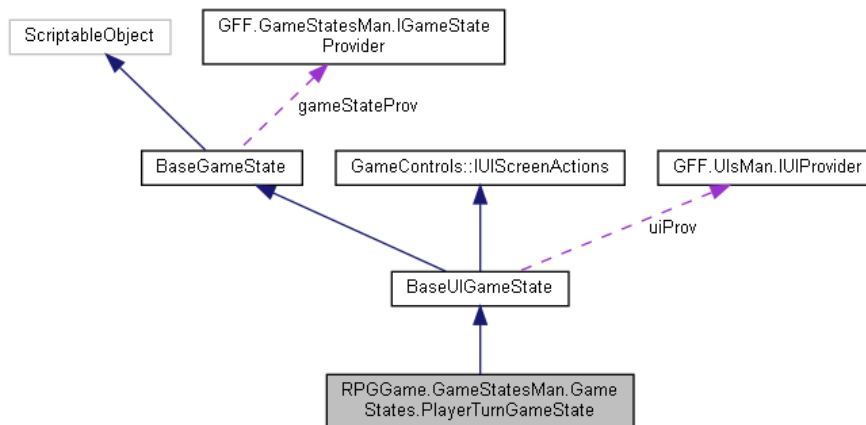 ScriptableObject
GFF.GameStatesMan.IGameState
Provider
gameStateProv
BaseGameState
GameControls::IUIScreenActions
GFF.UIsMan.IUIProvider
uiProv
BaseUIGameState
RPGGame.GameStatesMan.Game
States.PlayerTurnGameState